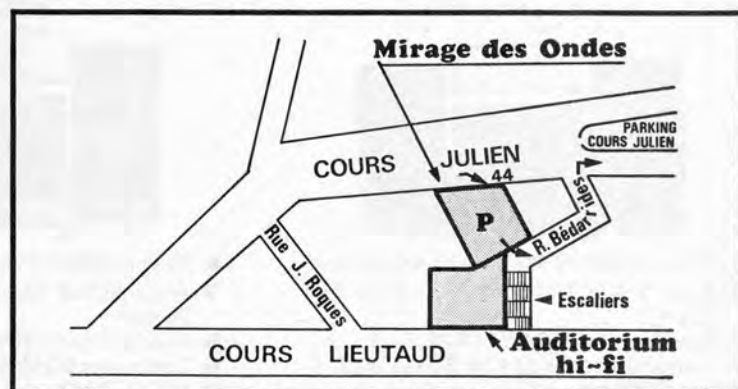 Mirage des Ondes
PARKING
COURS JULIEN
COURS JULIEN
44
P
R. Bédarrides
Rue J. Roques
Escaliers
COURS LIEUTAUD
Auditorium
hi-fi